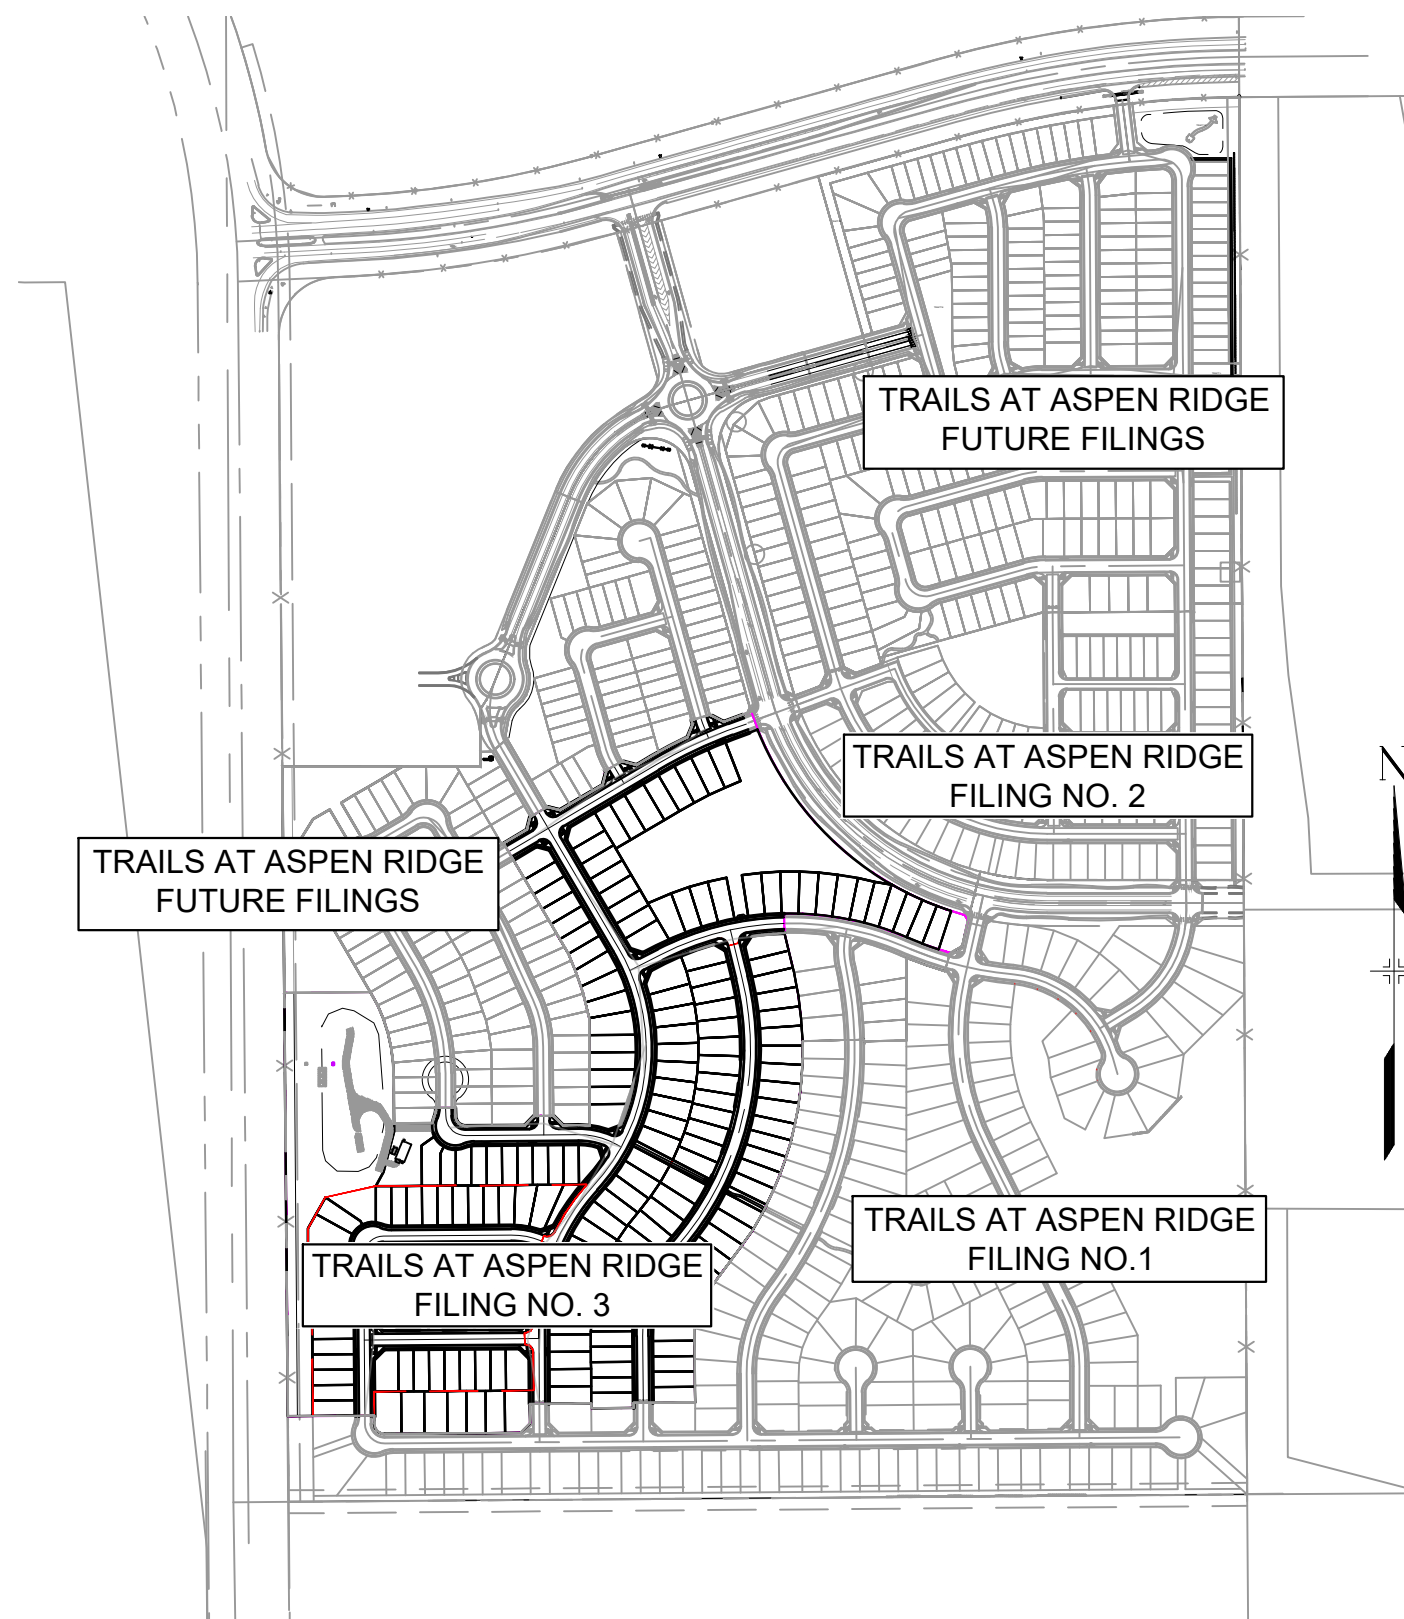 TRAILS AT ASPEN RIDGE
FUTURE FILINGS
TRAILS AT ASPEN RIDGE
FILING NO. 2
N
TRAILS AT ASPEN RIDGE
FUTURE FILINGS
TRAILS AT ASPEN RIDGE
FILING NO.1
TRAILS AT ASPEN RIDGE
FILING NO. 3